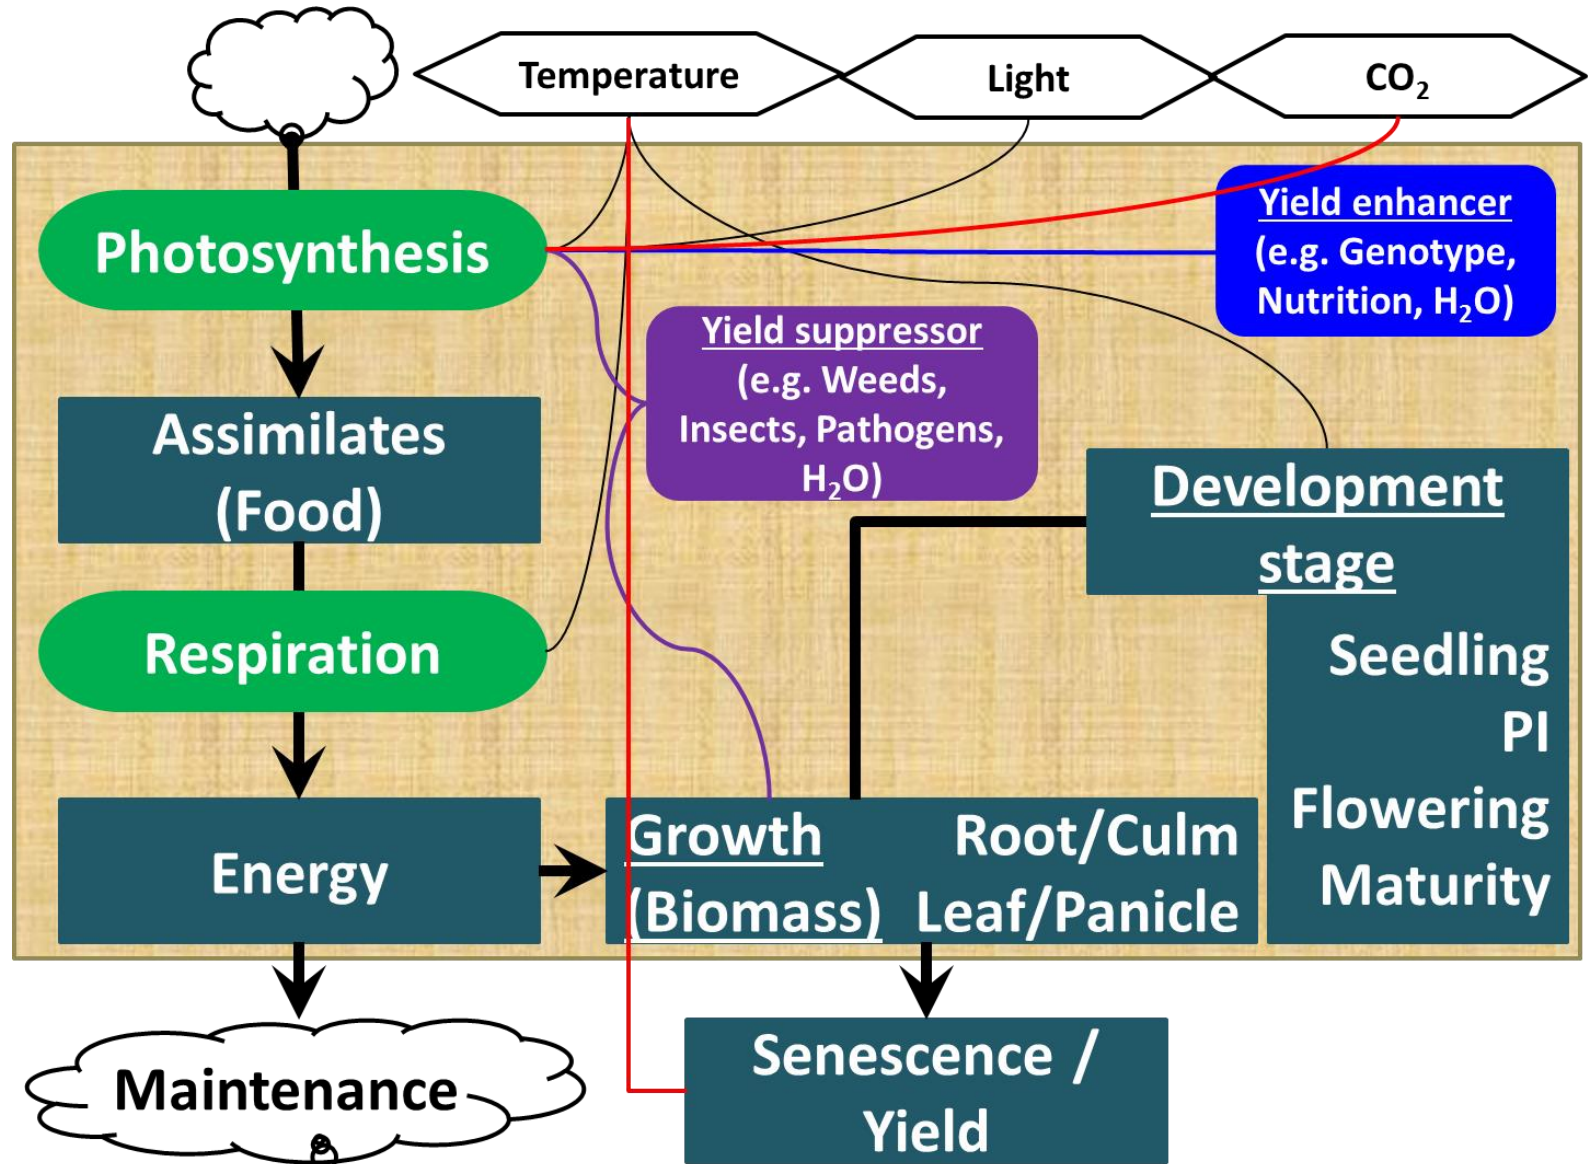 Temperature
Light
CO₂
Photosynthesis
Yield enhancer
(e.g. Genotype,
Nutrition, H₂O)
Yield suppressor
(e.g. Weeds,
Insects, Pathogens,
H₂O)
Assimilates
(Food)
Development
stage
Seedling
PI
Flowering
Maturity
Respiration
Energy
Growth
(Biomass)
Root/Culm
Leaf/Panicle
Maintenance
Senescence /
Yield